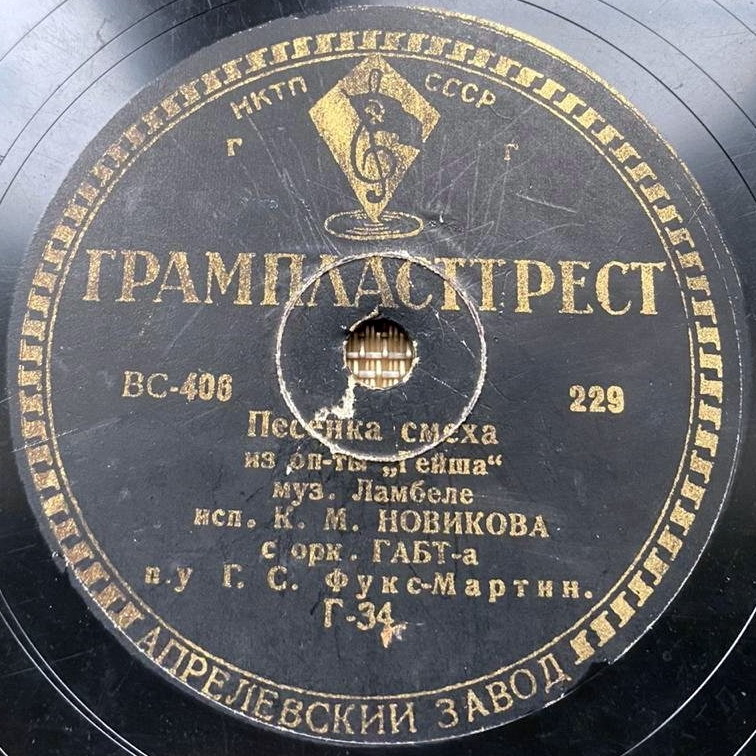 НКТП СССР
г г
ГРАМПЛАСТТРЕСТ
ВС-406 229
Песенка смеха
из оп-ты „Гейша“
муз. Ламбеле
исп. К. М. НОВИКОВА
с орк. ГАБТ-а
п.у Г. С. Фукс-Мартин.
Г-34
АПРЕЛЕВСКИЙ ЗАВОД